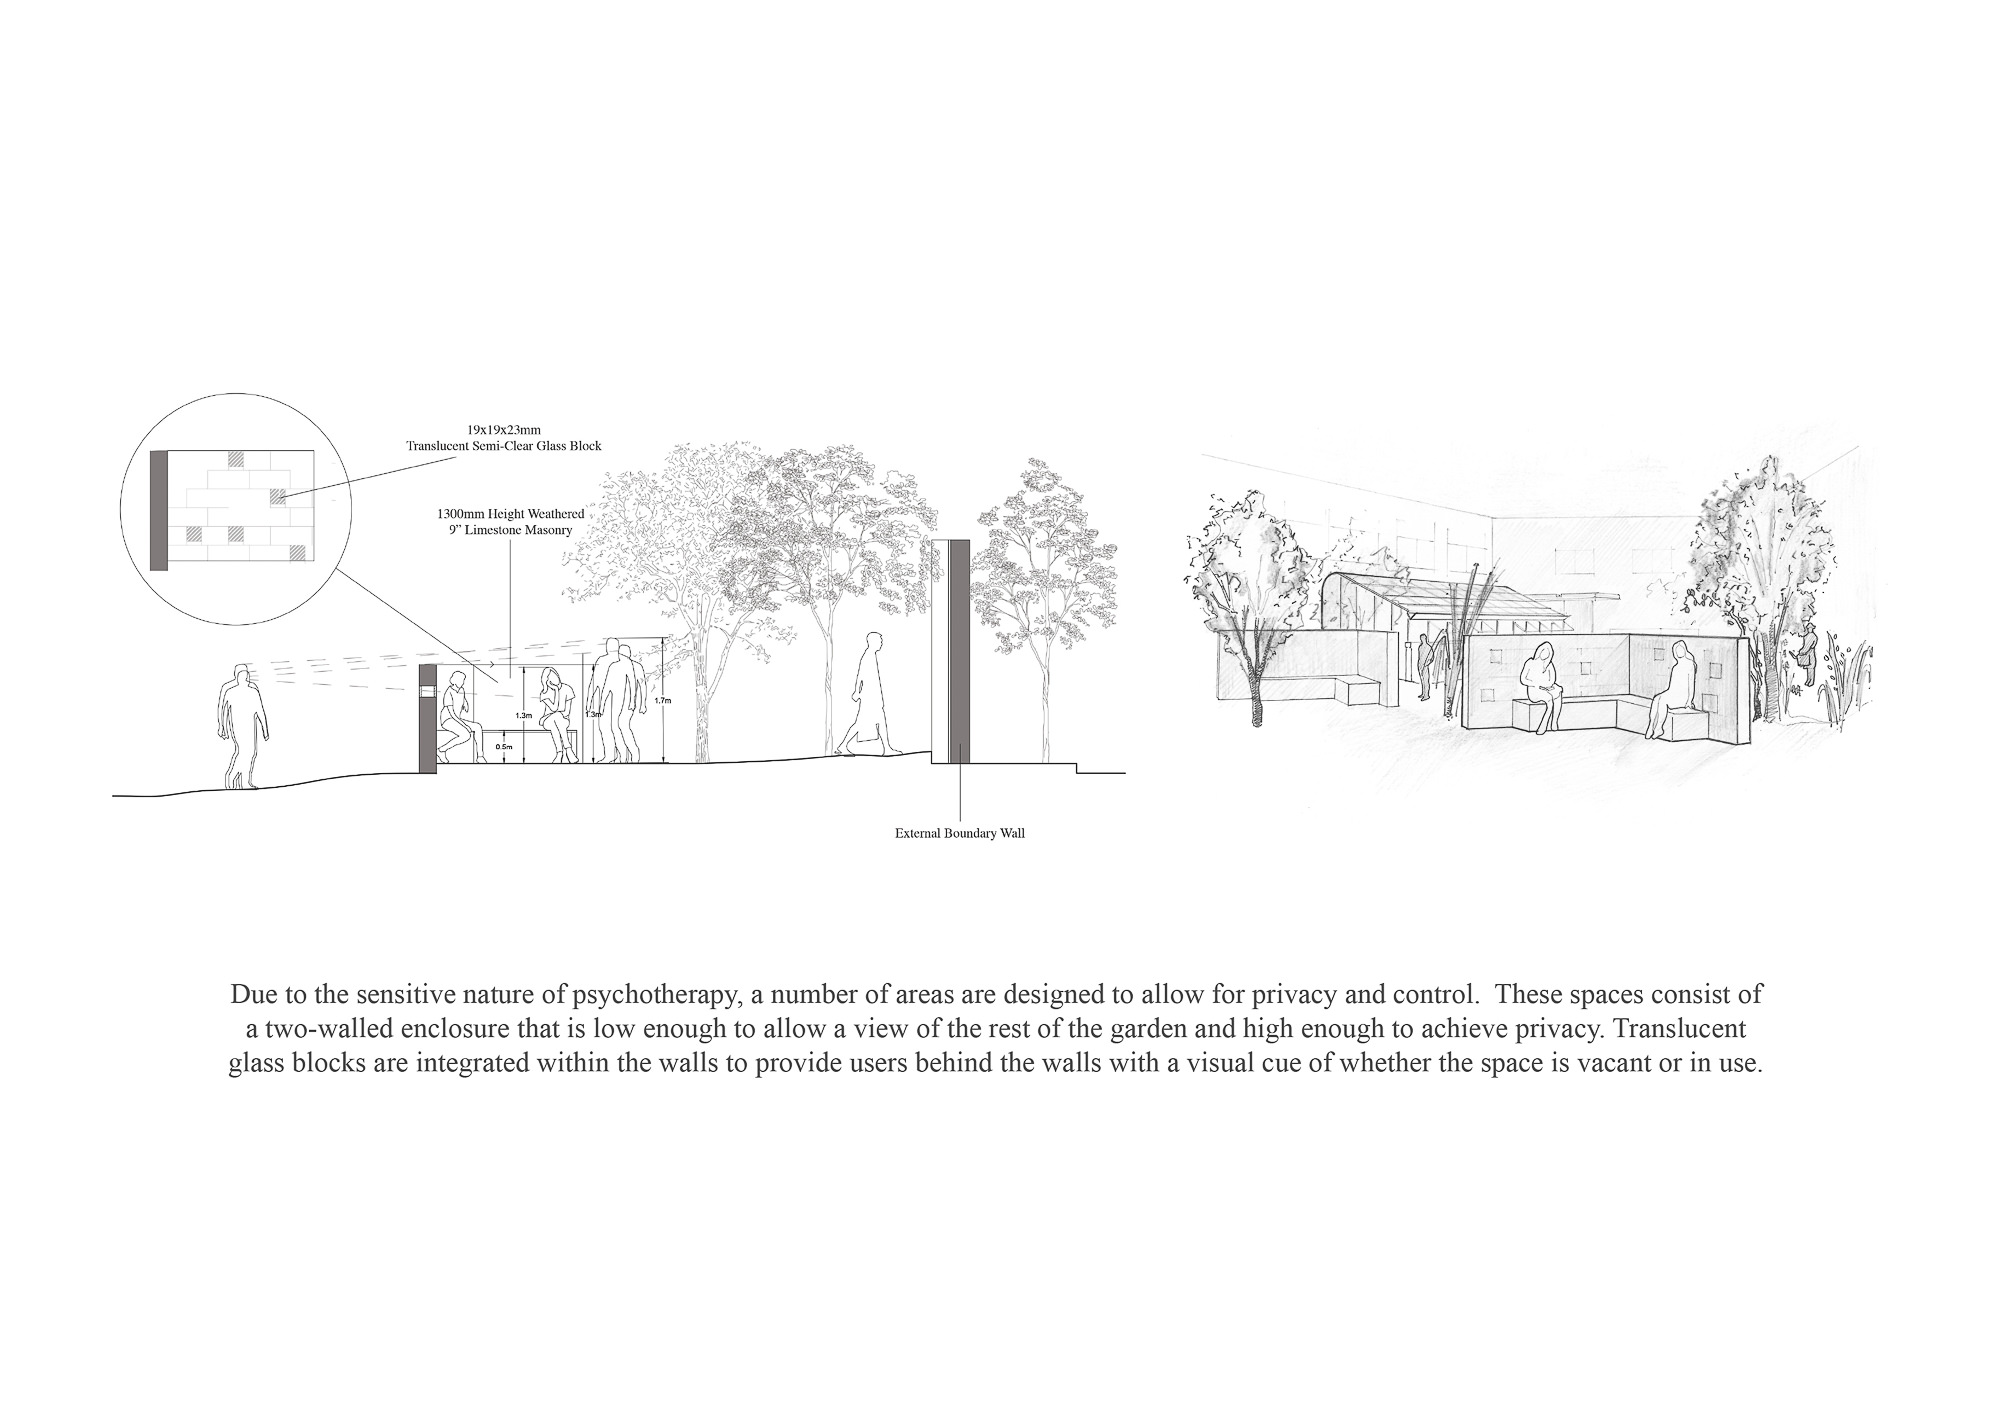 19x19x23mm
Translucent Semi-Clear Glass Block
1300mm Height Weathered
9” Limestone Masonry
0.5m
1.3m
1.3m
1.7m
External Boundary Wall
Due to the sensitive nature of psychotherapy, a number of areas are designed to allow for privacy and control.  These spaces consist of
a two-walled enclosure that is low enough to allow a view of the rest of the garden and high enough to achieve privacy. Translucent
glass blocks are integrated within the walls to provide users behind the walls with a visual cue of whether the space is vacant or in use.